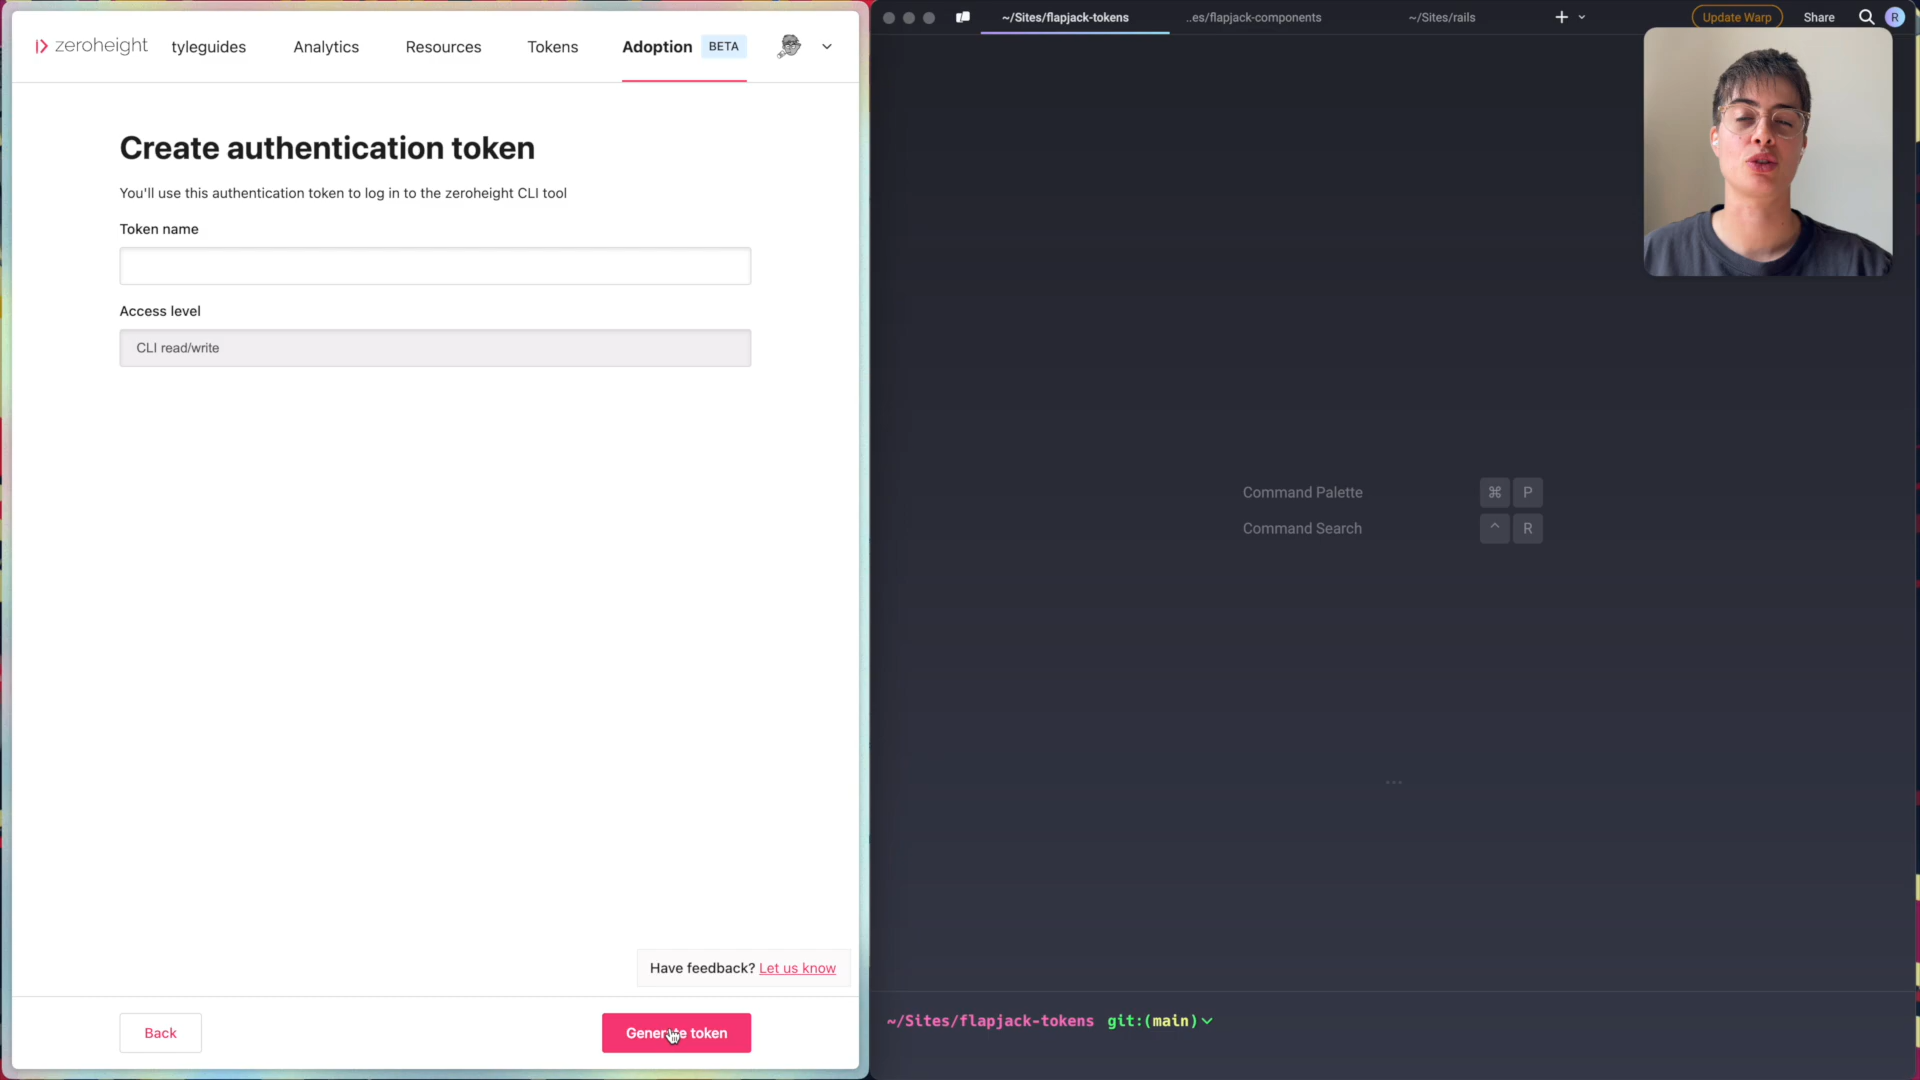 zeroheight
tyleguides
Analytics
Resources
Tokens
Adoption
BETA
Create authentication token
You'll use this authentication token to log in to the zeroheight CLI tool
Token name
Access level
CLI read/write
Have feedback? Let us know
Back
Generate token
~/Sites/flapjack-tokens
..es/flapjack-components
~/Sites/rails
Update Warp
Share
R
Command Palette
⌘ P
Command Search
^ R
~/Sites/flapjack-tokens git:(main)